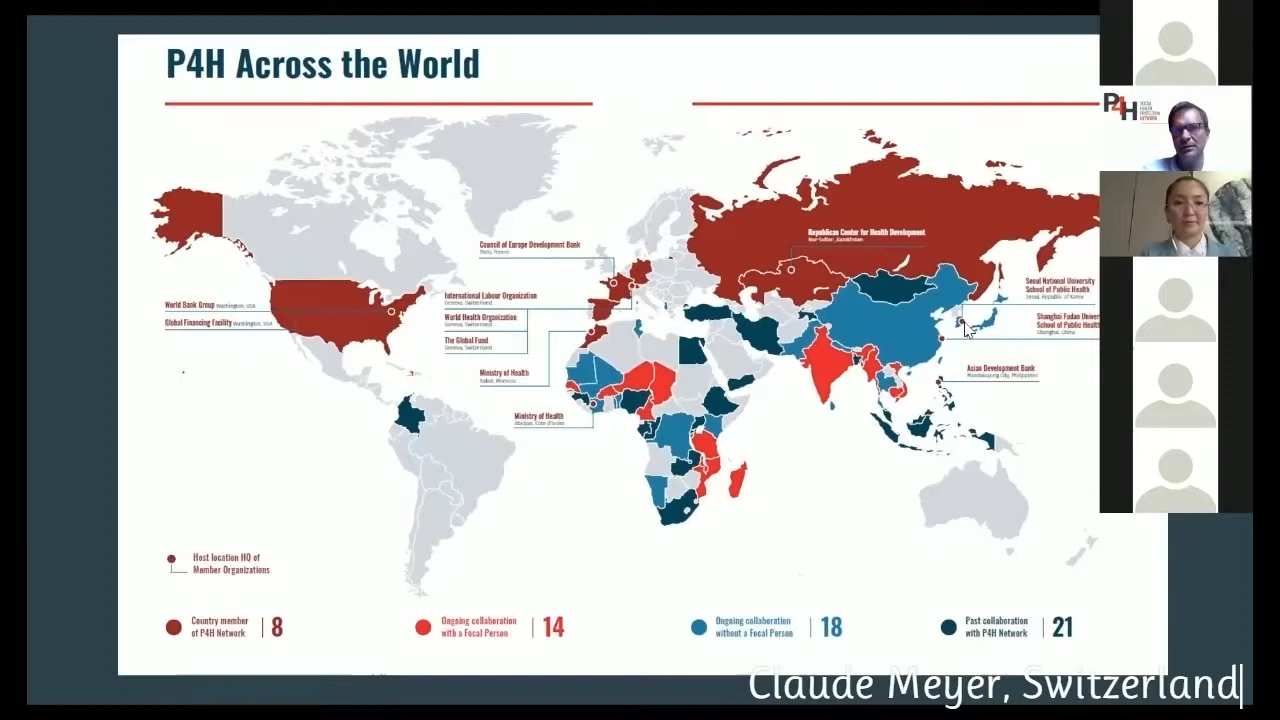 P4H Across the World
P4H
SOCIAL
HEALTH
PROTECTION
NETWORK
Republican Center for Health Development
Nur-Sultan, Kazakhstan
Council of Europe Development Bank
Paris, France
Seoul National University
School of Public Health
Seoul, Republic of Korea
International Labour Organization
Geneva, Switzerland
World Bank Group Washington, USA
World Health Organization
Geneva, Switzerland
Shanghai Fudan Univer
School of Public Health
Shanghai, China
Global Financing Facility Washington, USA
The Global Fund
Geneva, Switzerland
Ministry of Health
Rabat, Morocco
Asian Development Bank
Mandaluyong City, Philippines
Ministry of Health
Abidjan, Cote d'Ivoire
Host location HQ of
Member Organizations
Country member
of P4H Network
8
Ongoing collaboration
with a Focal Person
14
Ongoing collaboration
without a Focal Person
18
Past collaboration
with P4H Network
21
Claude Meyer, Switzerland